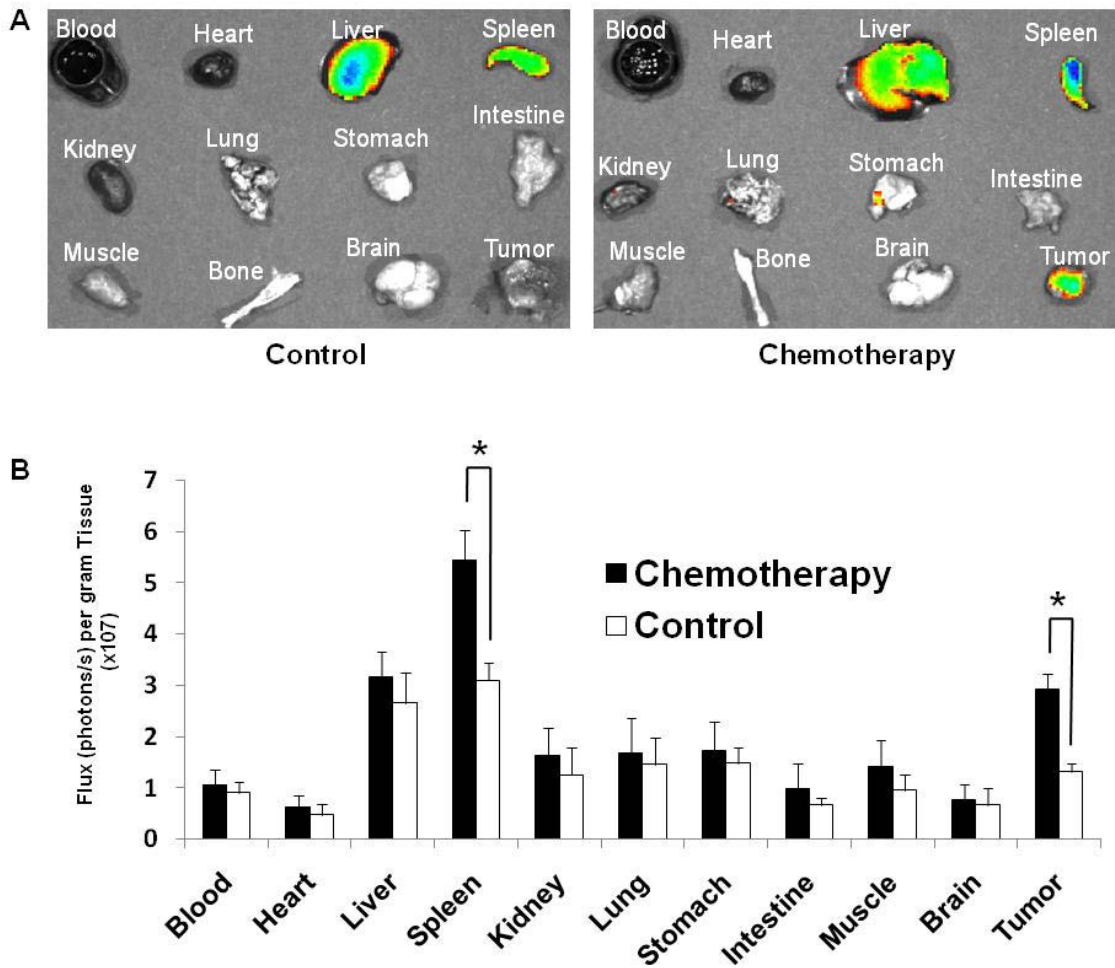 A
Blood
Heart
Liver
Spleen
Kidney
Lung
Stomach
Intestine
Muscle
Bone
Brain
Tumor
Control
Blood
Heart
Liver
Spleen
Kidney
Lung
Stomach
Intestine
Muscle
Bone
Brain
Tumor
Chemotherapy
B
Flux (photons/s) per gram Tissue
(x107)
7
6
5
4
3
2
1
0
*
*
Chemotherapy
Control
Blood
Heart
Liver
Spleen
Kidney
Lung
Stomach
Intestine
Muscle
Brain
Tumor